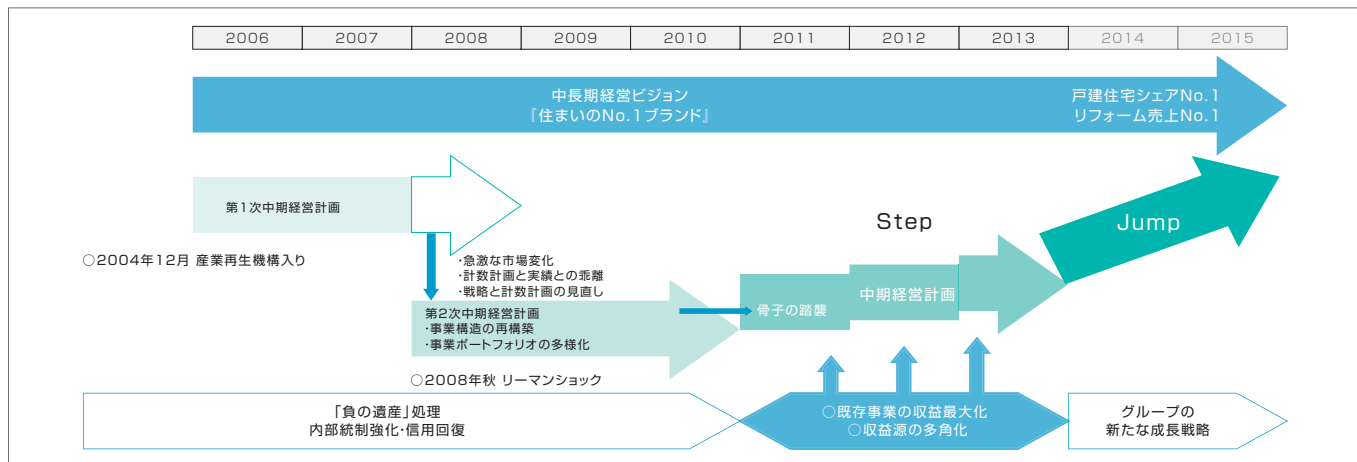 2006 2007 2008 2009 2010 2011 2012 2013 2014 2015
中長期経営ビジョン
『住まいのNo.1ブランド』
戸建住宅シェアNo.1
リフォーム売上No.1
第1次中期経営計画
○2004年12月 産業再生機構入り
・急激な市場変化
・計数計画と実績との乖離
・戦略と計数計画の見直し
第2次中期経営計画
・事業構造の再構築
・事業ポートフォリオの多様化
○2008年秋 リーマンショック
骨子の踏襲
中期経営計画
Step
Jump
「負の遺産」処理
内部統制強化・信用回復
○既存事業の収益最大化
○収益源の多角化
グループの
新たな成長戦略